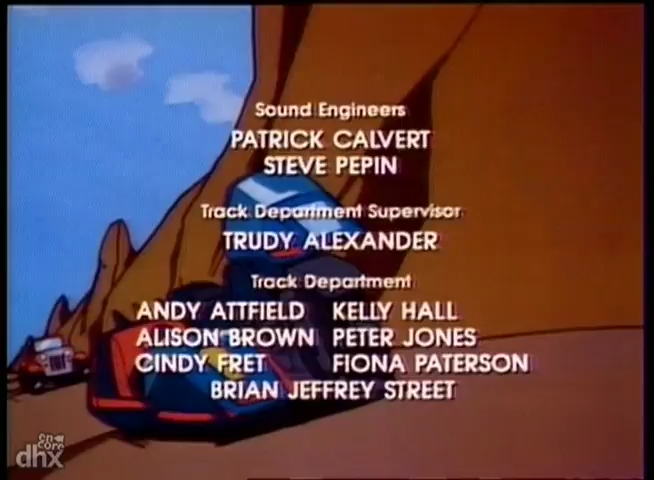 Sound Engineers
PATRICK CALVERT
STEVE PEPIN
Track Department Supervisor
TRUDY ALEXANDER
Track Department
ANDY ATTFIELD KELLY HALL
ALISON BROWN PETER JONES
CINDY FRET FIONA PATERSON
BRIAN JEFFREY STREET
encore
dhx